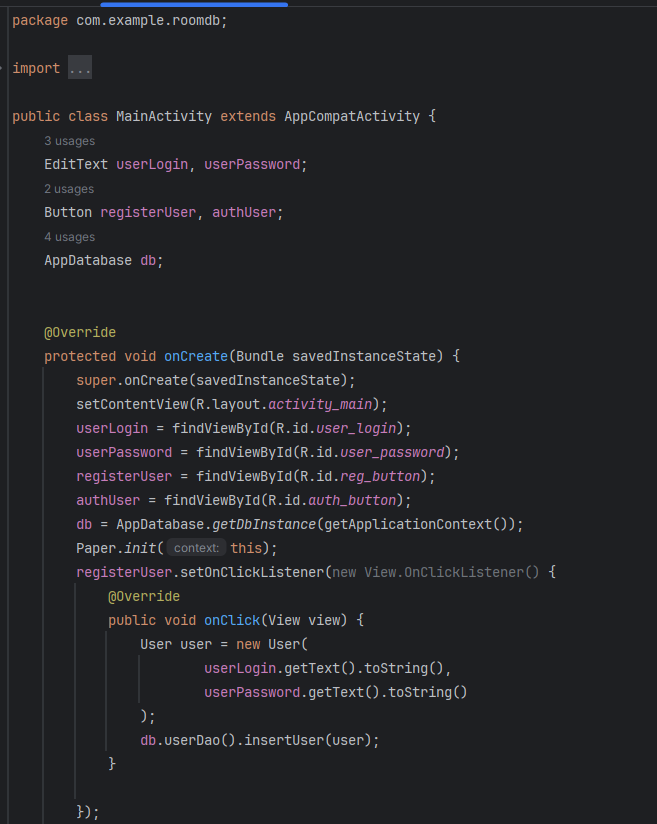 package com.example.roomdb;
import ...
public class MainActivity extends AppCompatActivity {
3 usages
EditText userLogin, userPassword;
2 usages
Button registerUser, authUser;
4 usages
AppDatabase db;
@Override
protected void onCreate(Bundle savedInstanceState) {
super.onCreate(savedInstanceState);
setContentView(R.layout.activity_main);
userLogin = findViewById(R.id.user_login);
userPassword = findViewById(R.id.user_password);
registerUser = findViewById(R.id.reg_button);
authUser = findViewById(R.id.auth_button);
db = AppDatabase.getDbInstance(getApplicationContext());
Paper.init( context: this);
registerUser.setOnClickListener(new View.OnClickListener() {
@Override
public void onClick(View view) {
User user = new User(
userLogin.getText().toString(),
userPassword.getText().toString()
);
db.userDao().insertUser(user);
}
});